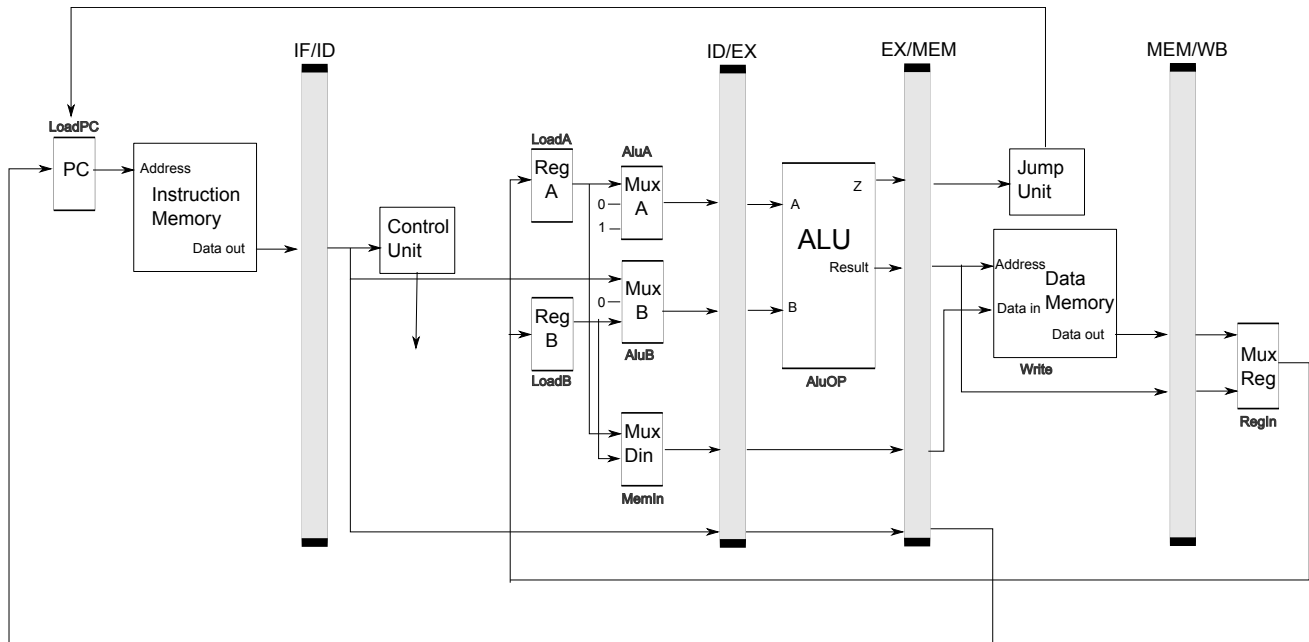 IF/ID
ID/EX
EX/MEM
MEM/WB
LoadPC
PC
Address
Instruction
Memory
Data out
Control
Unit
LoadA
Reg
A
AluA
Mux
A
0
1
Mux
B
0
AluB
Reg
B
LoadB
Mux
Din
MemIn
A
Z
ALU
Result
B
AluOP
Jump
Unit
Address
Data
Memory
Data in
Data out
Write
Mux
Reg
RegIn